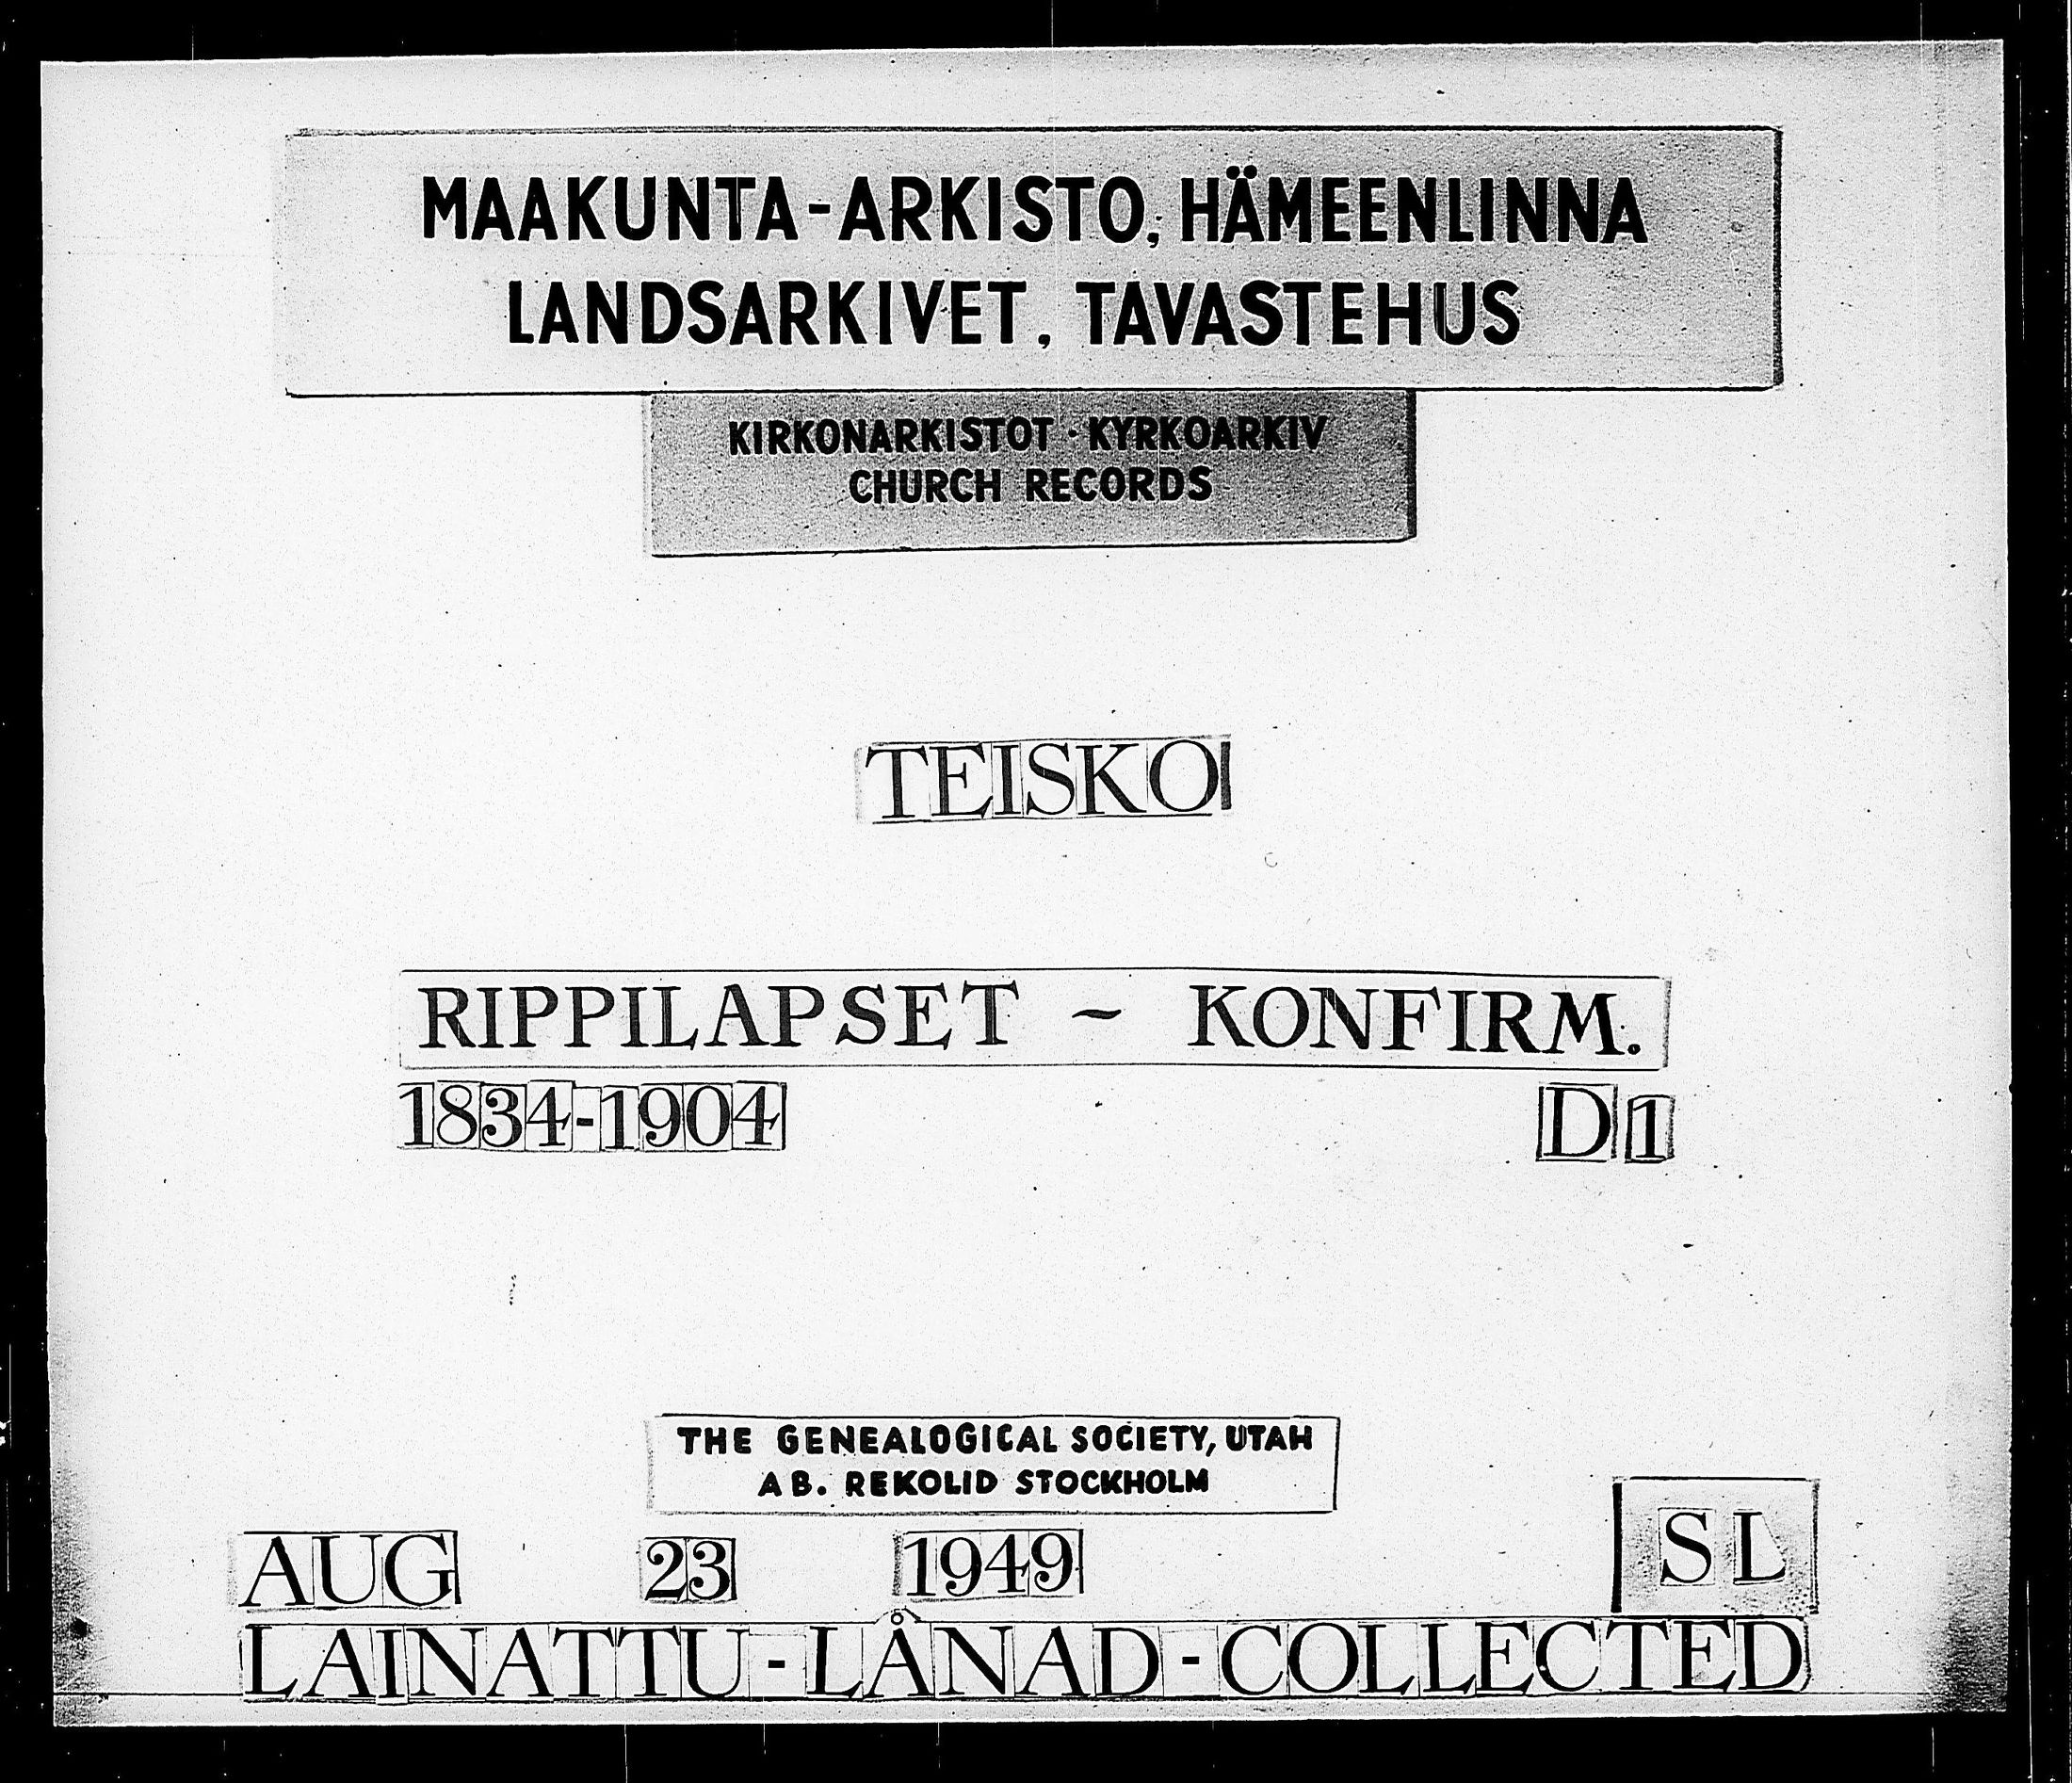 MAAKUNTA-ARKISTO, HÄMEENLINNA
LANDSARKIVET, TAVASTEHUS
KIRKONARKISTOT · KYRKOARKIV
CHURCH RECORDS
TEISKO
RIPPILAPSET ~ KONFIRM.
1834-1904 D1
THE GENEALOGICAL SOCIETY, UTAH
AB. REKOLID STOCKHOLM
SL
AUG 23 1949
LAINATTU-LÅNAD-COLLECTED